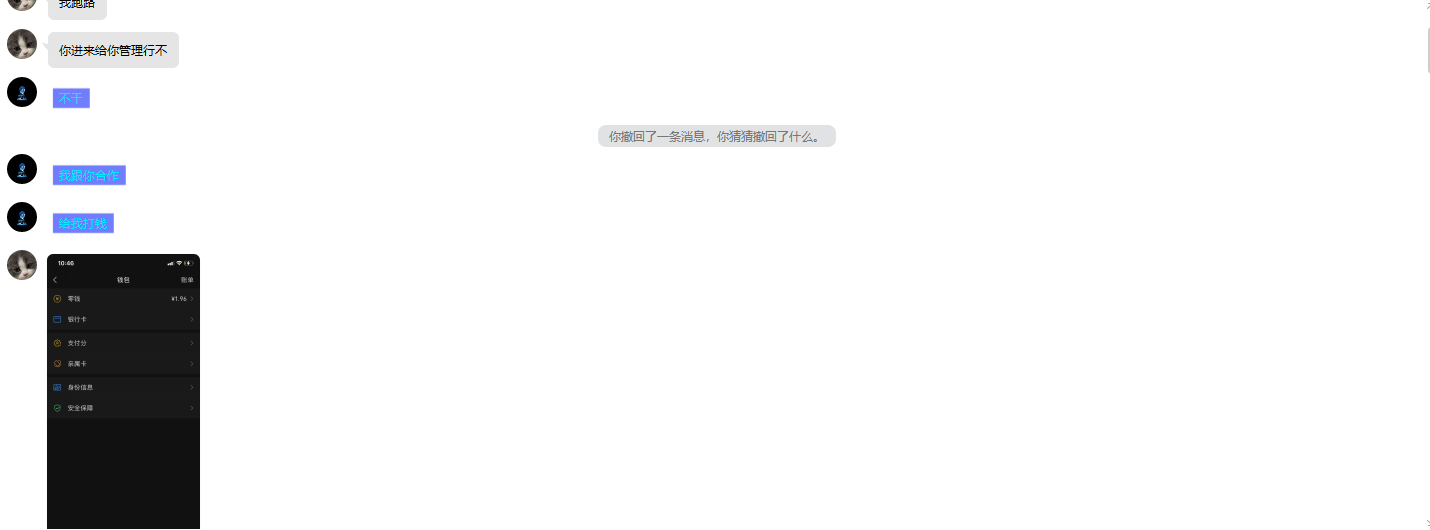 我跑路
你进来给你管理行不
不干
你撤回了一条消息，你猜猜撤回了什么。
我跟你合作
给我打钱
10:46
钱包 账单
零钱 ¥1.96
银行卡
支付分
亲属卡
身份信息
安全保障